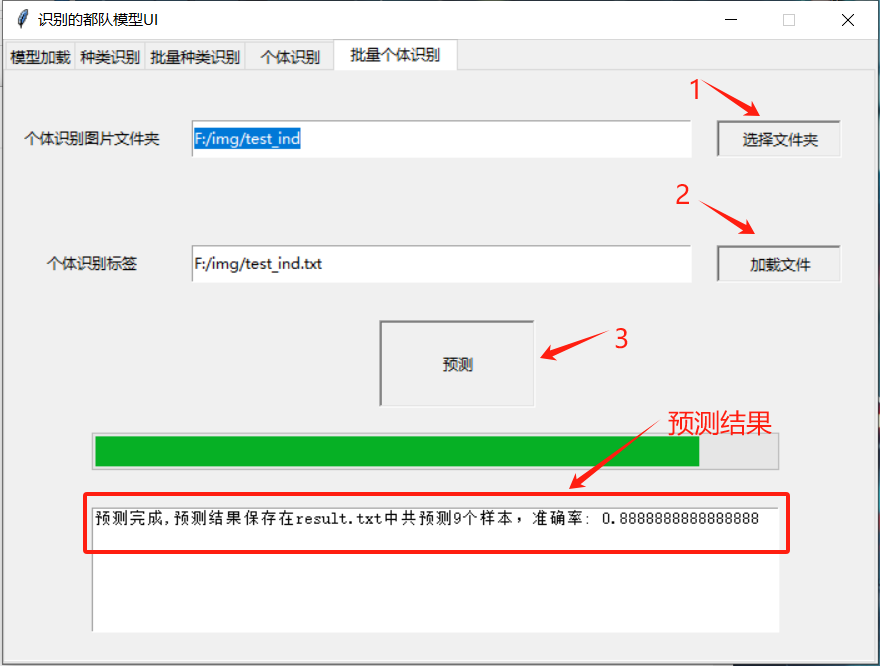 识别的都队模型UI
模型加载 种类识别 批量种类识别 个体识别 批量个体识别
1
个体识别图片文件夹 F:/img/test_ind 选择文件夹
2
个体识别标签 F:/img/test_ind.txt 加载文件
预测 3
预测结果
预测完成,预测结果保存在result.txt中共预测9个样本，准确率: 0.8888888888888888